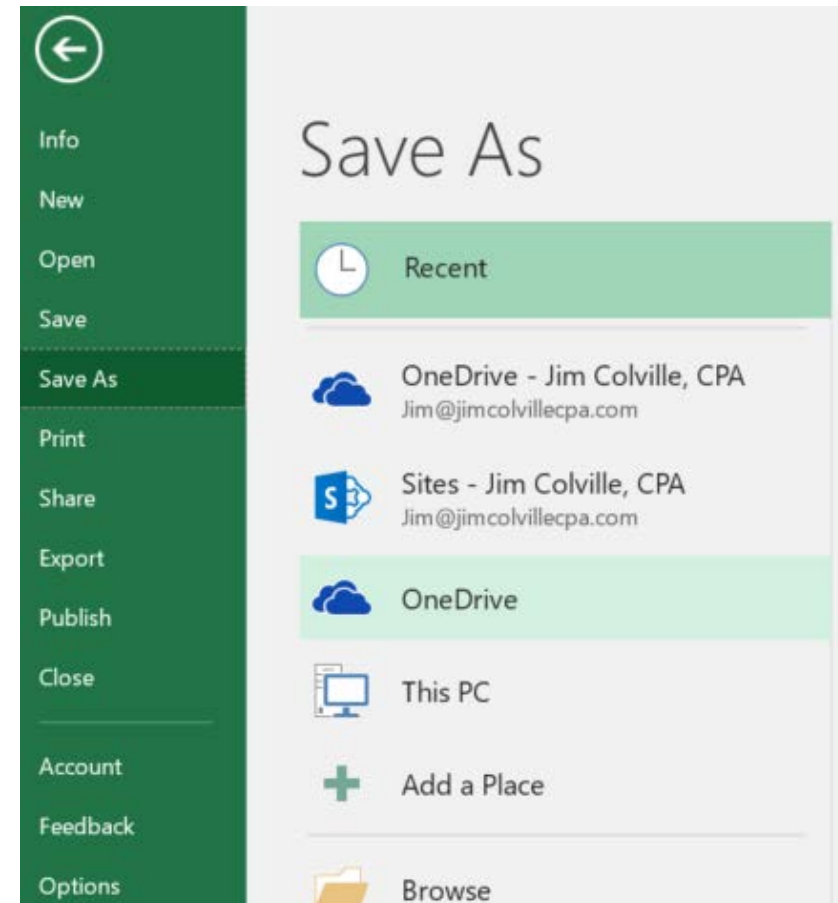 Info
New
Open
Save
Save As
Print
Share
Export
Publish
Close
Account
Feedback
Options
Save As
Recent
OneDrive - Jim Colville, CPA
Jim@jimcolvillecpa.com
S
Sites - Jim Colville, CPA
Jim@jimcolvillecpa.com
OneDrive
This PC
Add a Place
Browse